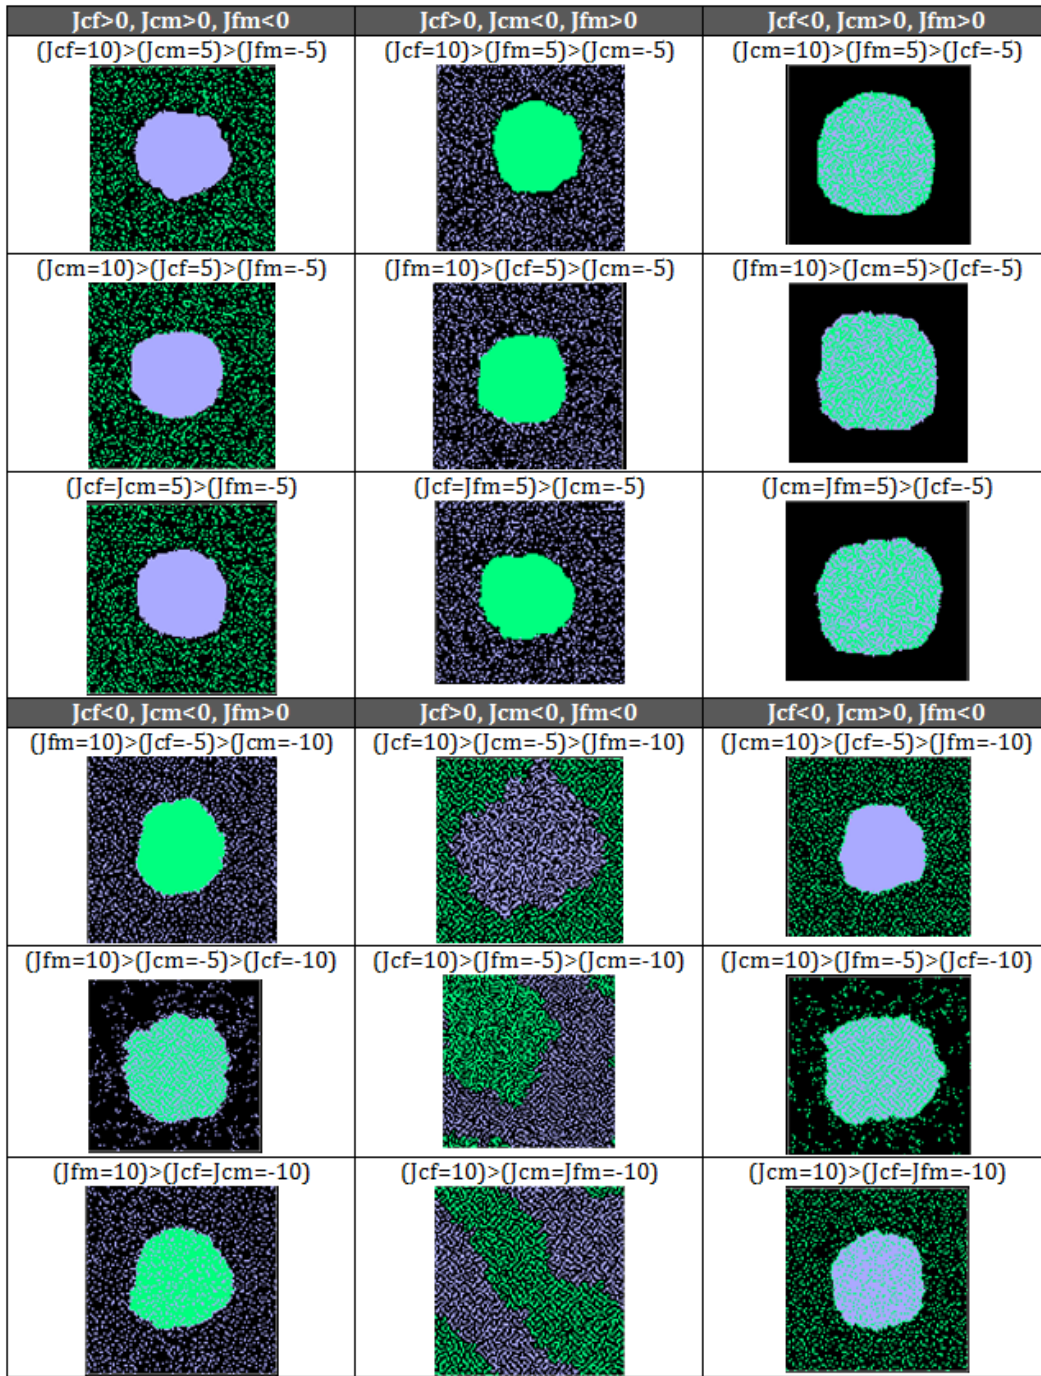 Jcf>0, Jcm>0, Jfm<0 Jcf>0, Jcm<0, Jfm>0 Jcf<0, Jcm>0, Jfm>0
(Jcf=10)>(Jcm=5)>(Jfm=-5) (Jcf=10)>(Jfm=5)>(Jcm=-5) (Jcm=10)>(Jfm=5)>(Jcf=-5)
(Jcm=10)>(Jcf=5)>(Jfm=-5) (Jfm=10)>(Jcf=5)>(Jcm=-5) (Jfm=10)>(Jcm=5)>(Jcf=-5)
(Jcf=Jcm=5)>(Jfm=-5) (Jcf=Jfm=5)>(Jcm=-5) (Jcm=Jfm=5)>(Jcf=-5)
Jcf<0, Jcm<0, Jfm>0 Jcf>0, Jcm<0, Jfm<0 Jcf<0, Jcm>0, Jfm<0
(Jfm=10)>(Jcf=-5)>(Jcm=-10) (Jcf=10)>(Jcm=-5)>(Jfm=-10) (Jcm=10)>(Jcf=-5)>(Jfm=-10)
(Jfm=10)>(Jcm=-5)>(Jcf=-10) (Jcf=10)>(Jfm=-5)>(Jcm=-10) (Jcm=10)>(Jfm=-5)>(Jcf=-10)
(Jfm=10)>(Jcf=Jcm=-10) (Jcf=10)>(Jcm=Jfm=-10) (Jcm=10)>(Jcf=Jfm=-10)